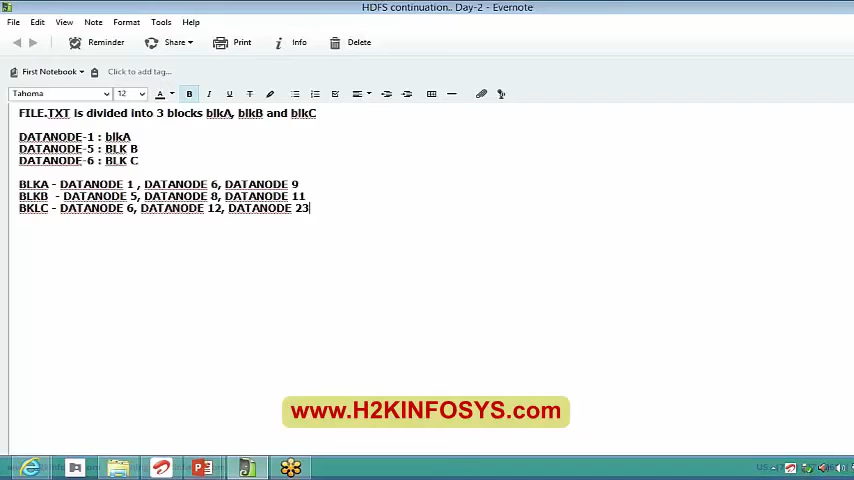 HDFS continuation.. Day-2 - Evernote
File Edit View Note Format Tools Help
Reminder Share Print Info Delete
First Notebook Click to add tag...
Tahoma 12 A B I U T
FILE.TXT is divided into 3 blocks blkA, blkB and blkC
DATANODE-1 : blkA
DATANODE-5 : BLK B
DATANODE-6 : BLK C
BLKA - DATANODE 1 , DATANODE 6, DATANODE 9
BLKB - DATANODE 5, DATANODE 8, DATANODE 11
BKLC - DATANODE 6, DATANODE 12, DATANODE 23
www.H2KINFOSYS.com